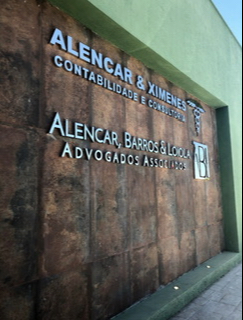 ALENCAR & XIMENES
CONTABILIDADE E CONSULTORIA
ALENCAR, BARROS & LOIOLA
ADVOGADOS ASSOCIADOS